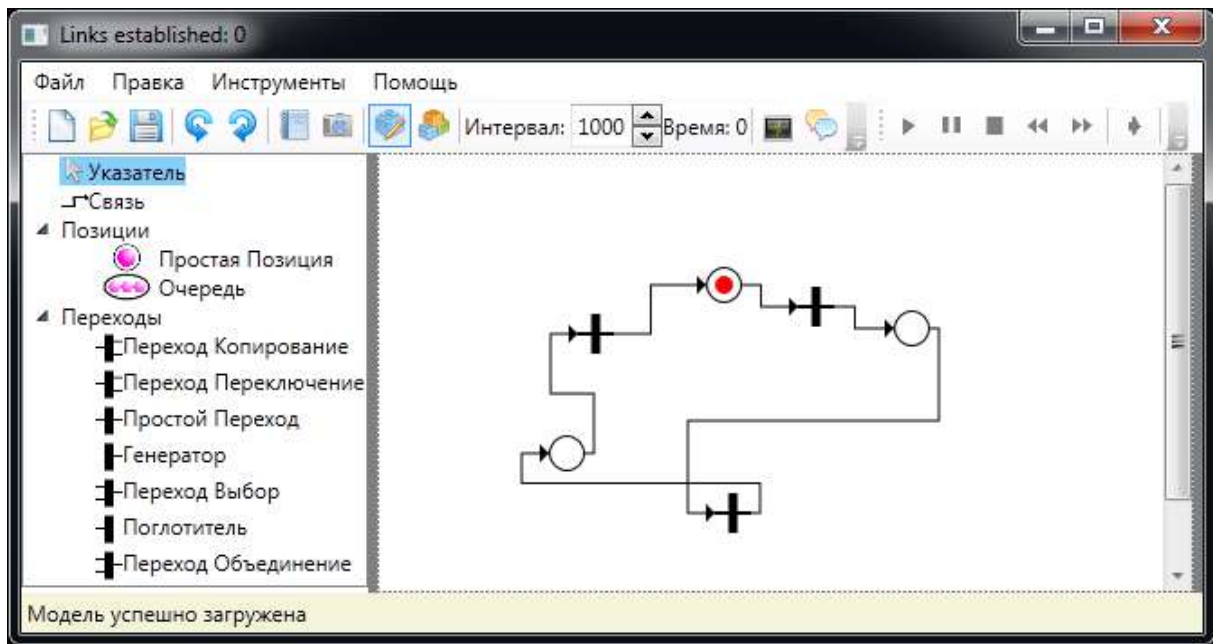 Links established: 0
Файл Правка Инструменты Помощь
Интервал: 1000 Время: 0
Указатель
Связь
Позиции
Простая Позиция
Очередь
Переходы
Переход Копирование
Переход Переключение
Простой Переход
Генератор
Переход Выбор
Поглотитель
Переход Объединение
Модель успешно загружена